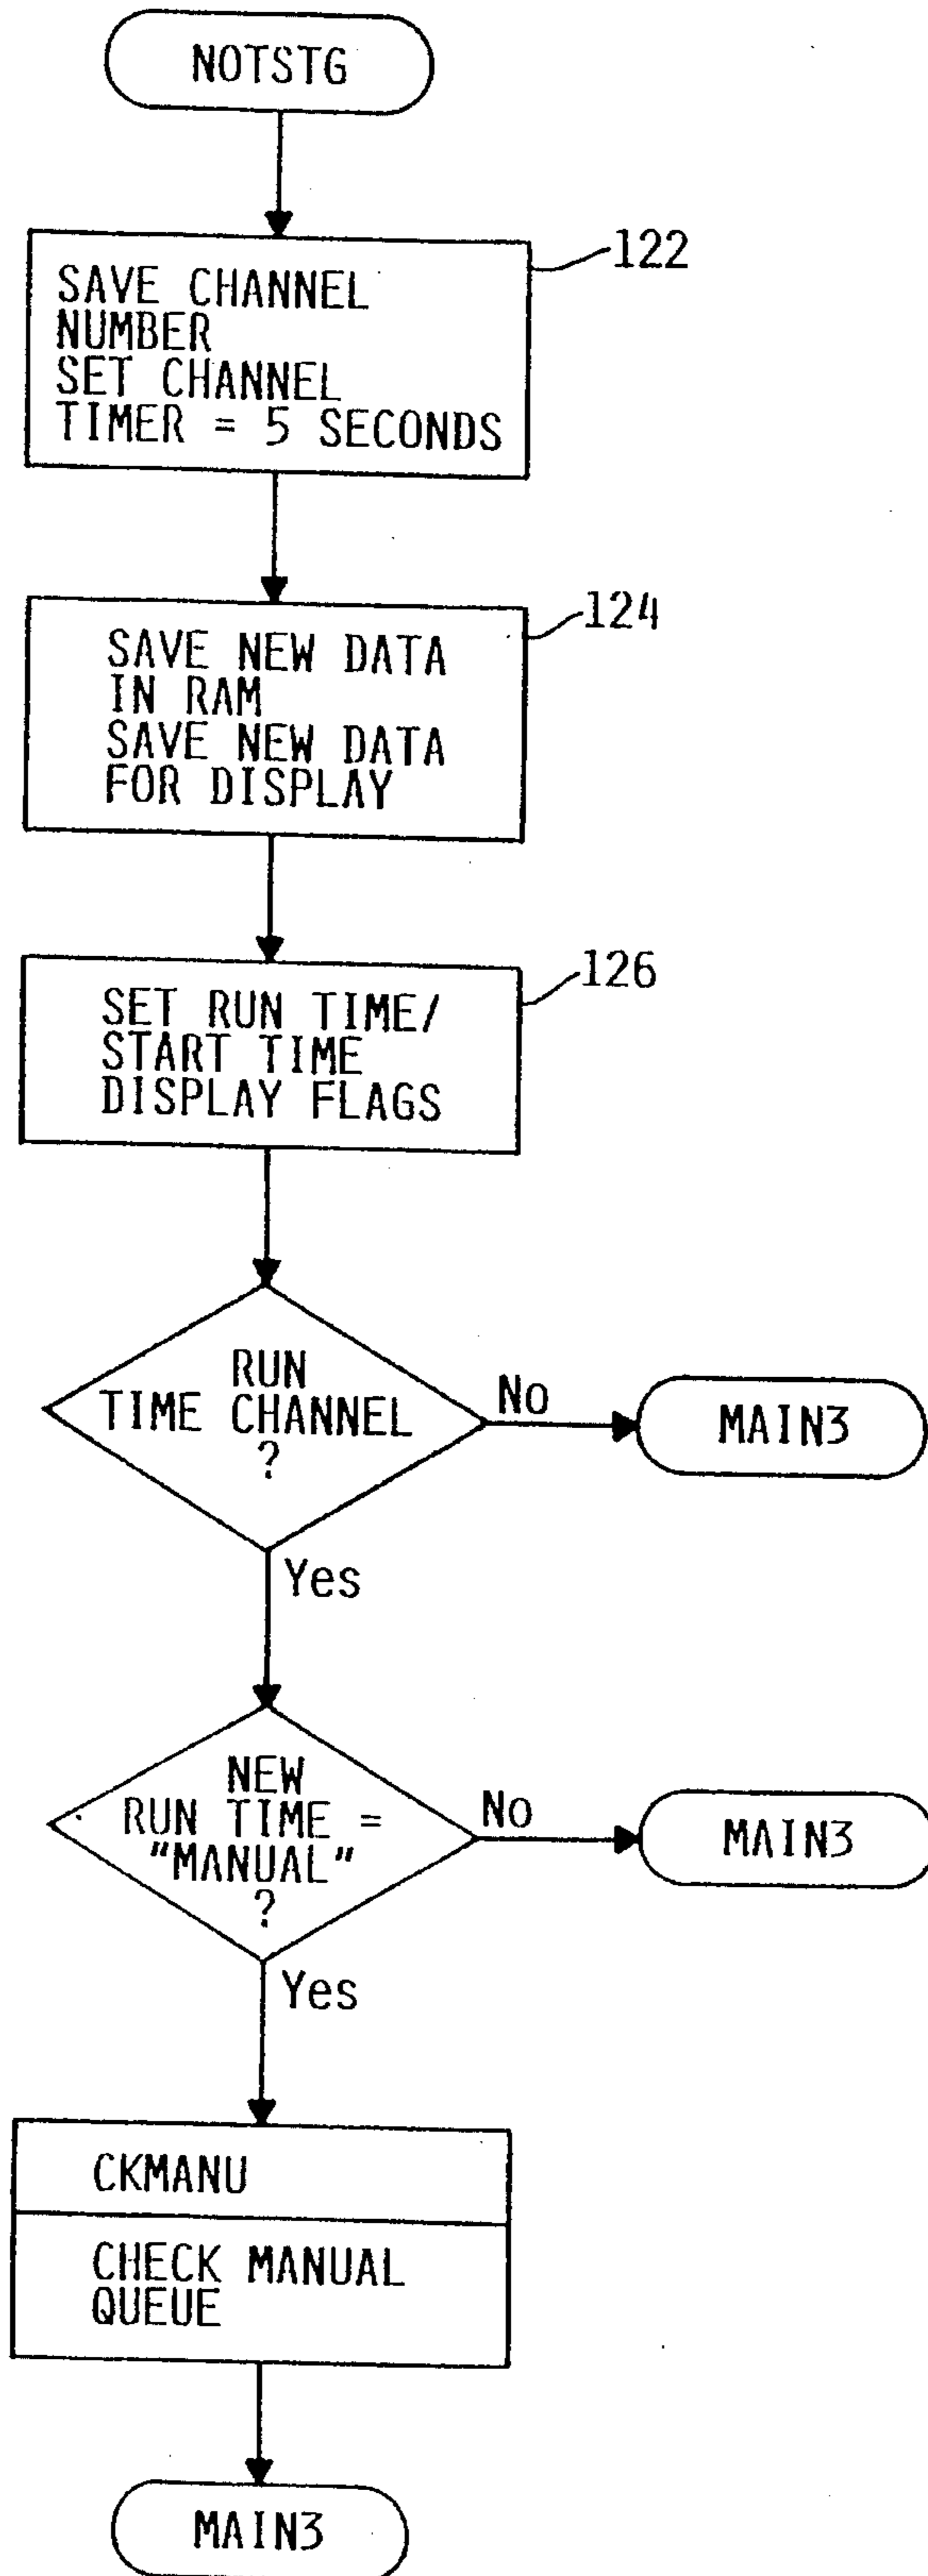 NOTSTG
122
SAVE CHANNEL
NUMBER
SET CHANNEL
TIMER = 5 SECONDS
124
SAVE NEW DATA
IN RAM
SAVE NEW DATA
FOR DISPLAY
126
SET RUN TIME/
START TIME
DISPLAY FLAGS
RUN
TIME CHANNEL
?
No
MAIN3
Yes
NEW
RUN TIME =
"MANUAL"
?
No
MAIN3
Yes
CKMANU
CHECK MANUAL
QUEUE
MAIN3